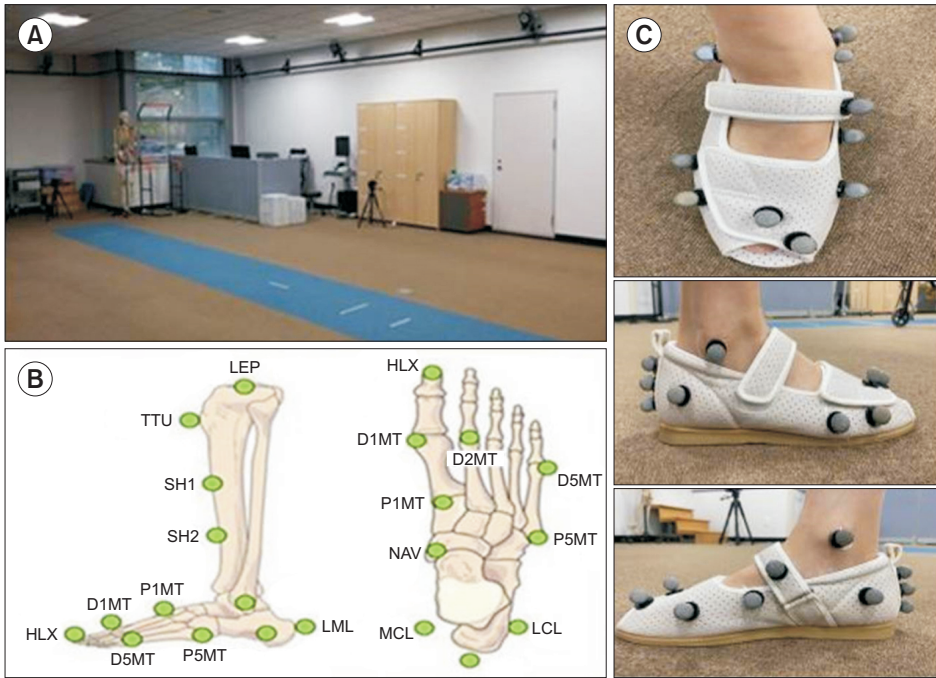 A
B
LEP
TTU
SH1
SH2
P1MT
D1MT
HLX
D5MT
P5MT
LML
HLX
D1MT
D2MT
D5MT
P1MT
NAV
P5MT
MCL
LCL
C